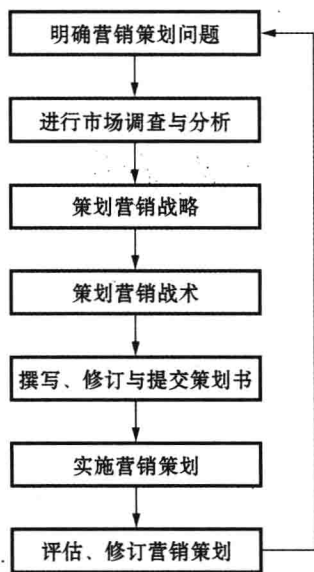 明确营销策划问题
进行市场调查与分析
策划营销战略
策划营销战术
撰写、修订与提交策划书
实施营销策划
评估、修订营销策划